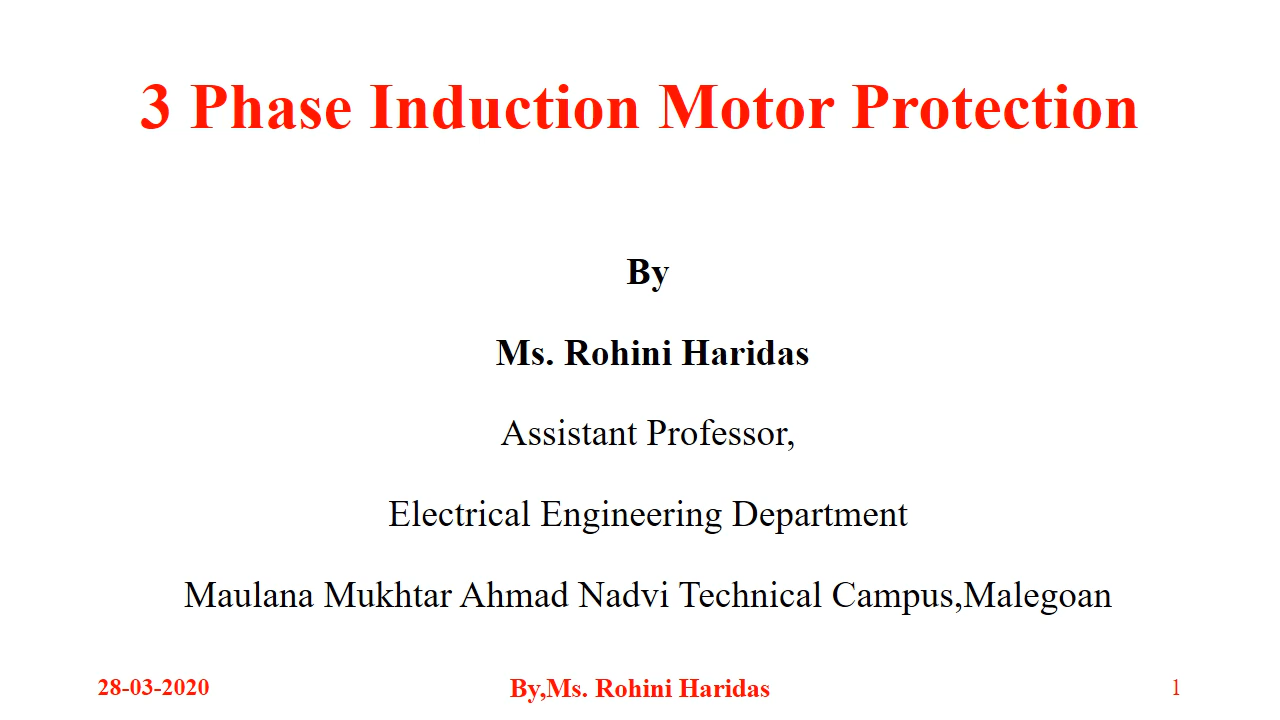 3 Phase Induction Motor Protection
By
Ms. Rohini Haridas
Assistant Professor,
Electrical Engineering Department
Maulana Mukhtar Ahmad Nadvi Technical Campus,Malegoan
28-03-2020
By,Ms. Rohini Haridas
1